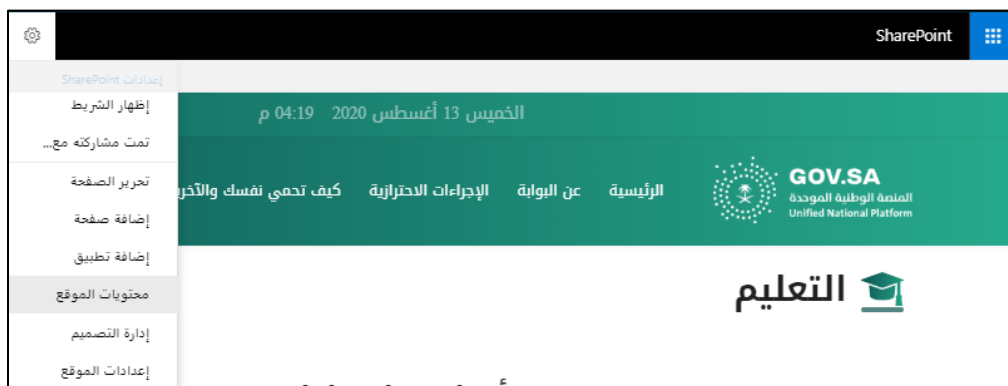 SharePoint
إعدادات SharePoint
إظهار الشريط
تمت مشاركته مع...
تحرير الصفحة
إضافة صفحة
إضافة تطبيق
محتويات الموقع
إدارة التصميم
إعدادات الموقع
الخميس 13 أغسطس 2020 04:19 م
GOV.SA
المنصة الوطنية الموحدة
Unified National Platform
الرئيسية
عن البوابة
الإجراءات الاحترازية
كيف تحمي نفسك والآخري
التعليم